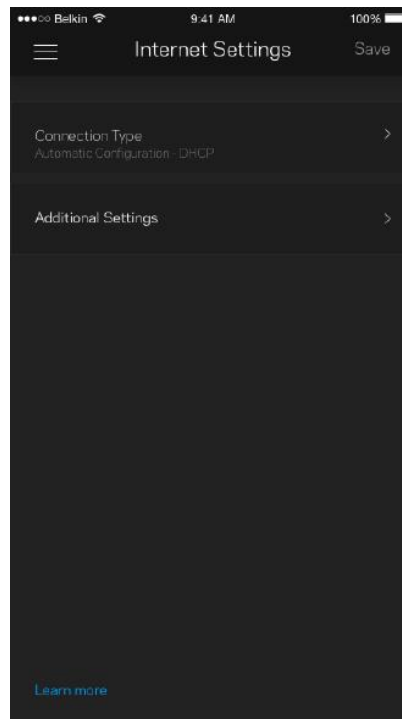 Belkin 9:41 AM 100%
Internet Settings Save
Connection Type
Automatic Configuration - DHCP
Additional Settings
Learn more